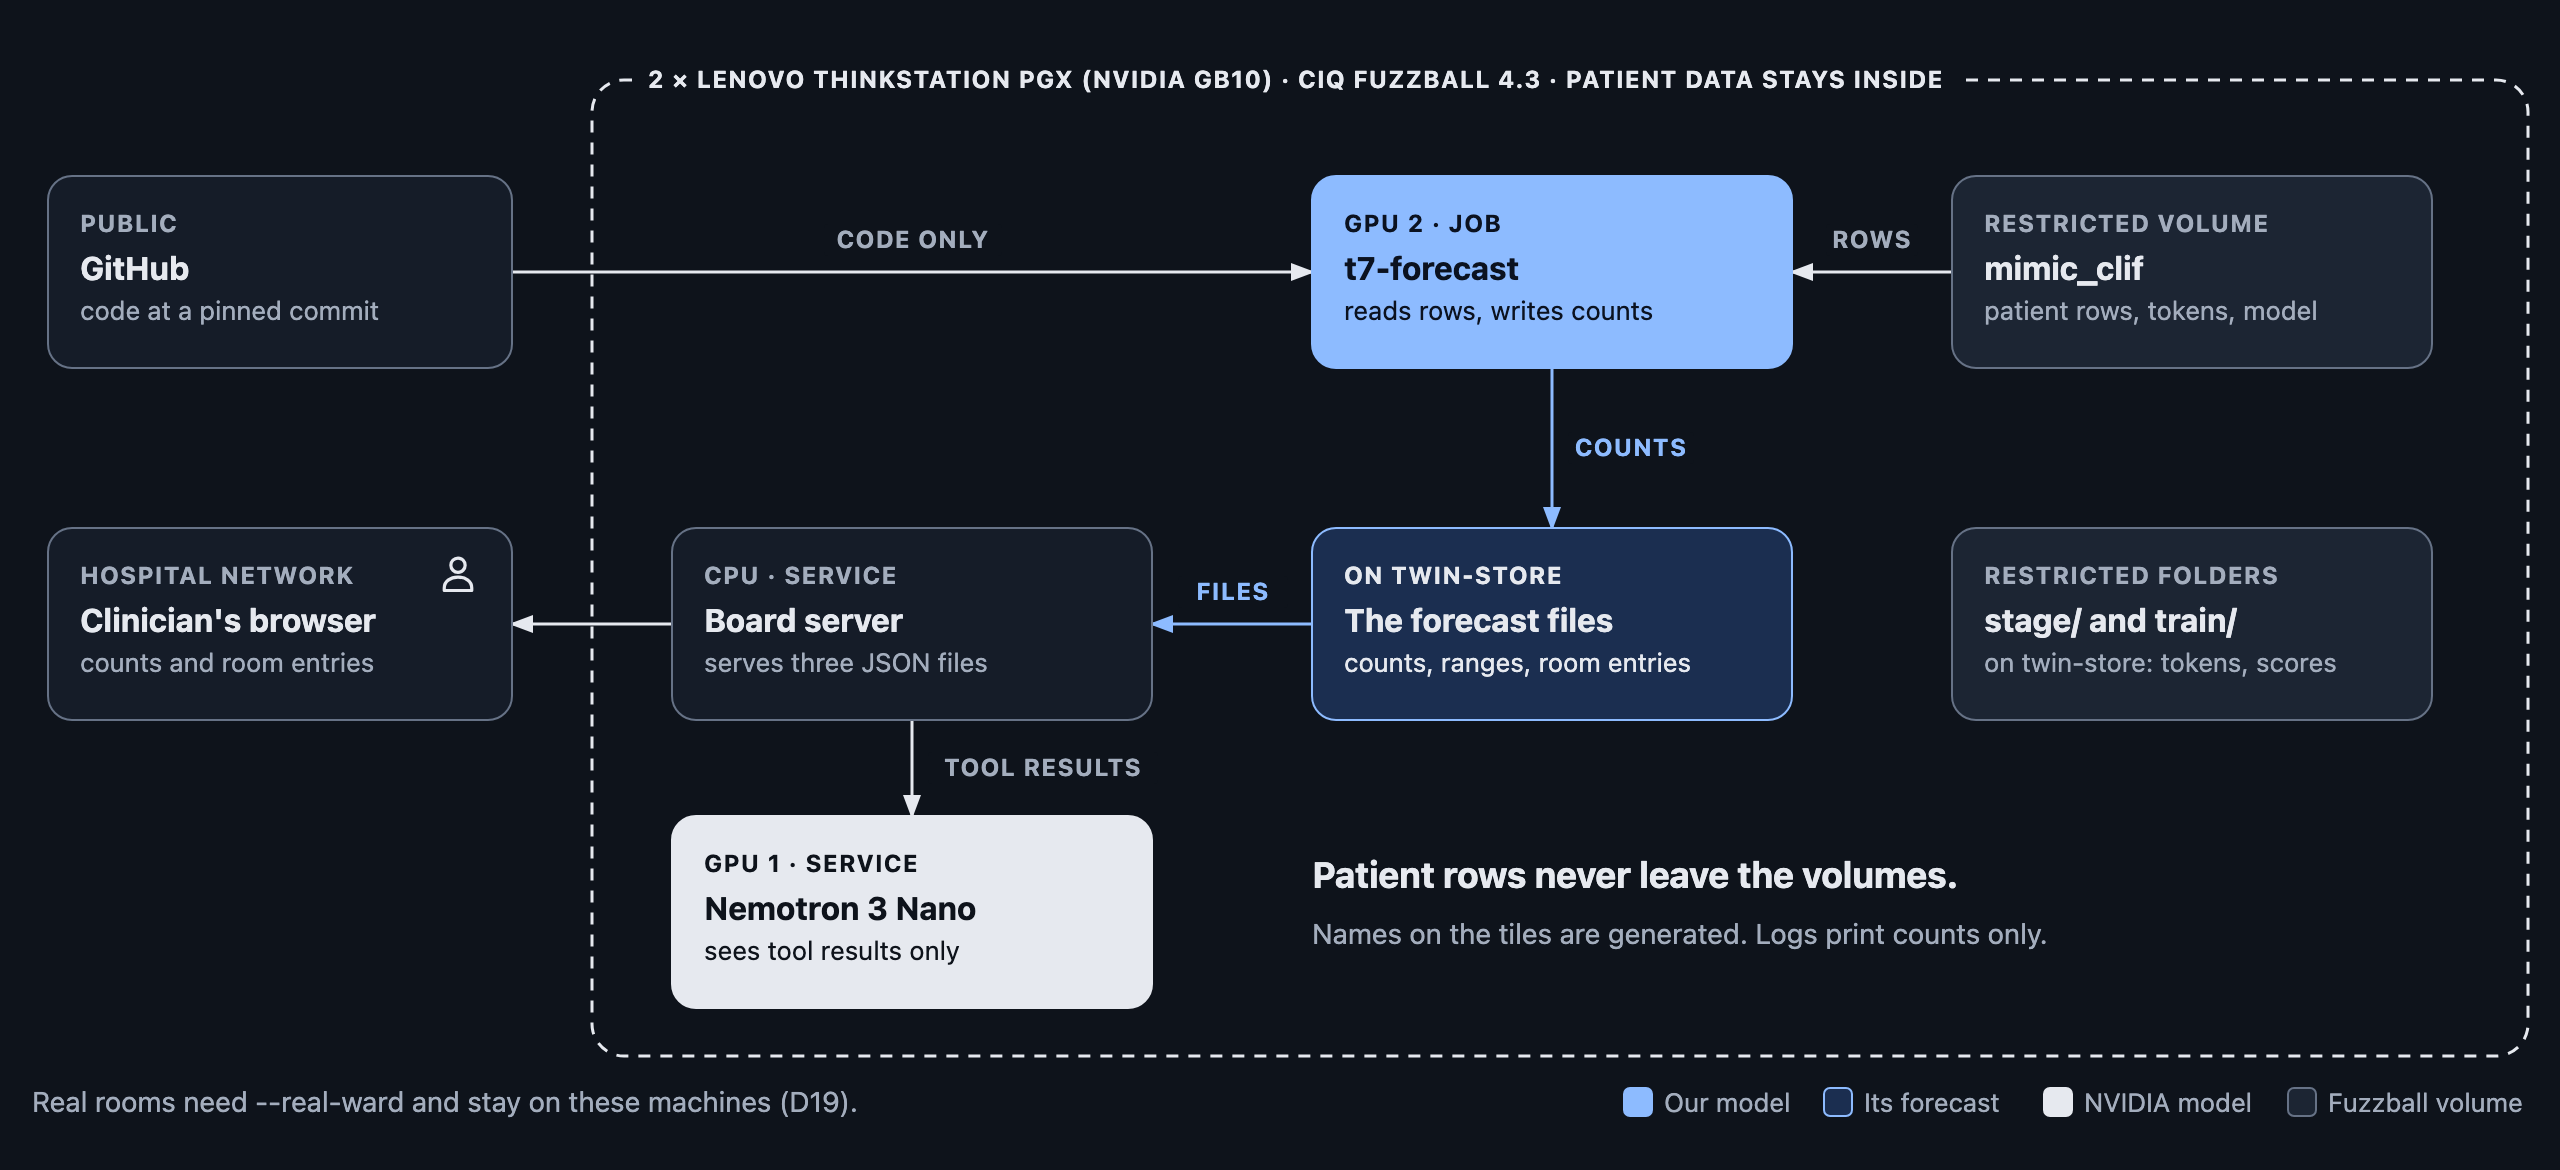 2 × LENOVO THINKSTATION PGX (NVIDIA GB10) · CIQ FUZZBALL 4.3 · PATIENT DATA STAYS INSIDE
PUBLIC
GitHub
code at a pinned commit
CODE ONLY
GPU 2 · JOB
t7-forecast
reads rows, writes counts
ROWS
RESTRICTED VOLUME
mimic_clif
patient rows, tokens, model
COUNTS
HOSPITAL NETWORK
Clinician's browser
counts and room entries
CPU · SERVICE
Board server
serves three JSON files
FILES
ON TWIN-STORE
The forecast files
counts, ranges, room entries
RESTRICTED FOLDERS
stage/ and train/
on twin-store: tokens, scores
TOOL RESULTS
GPU 1 · SERVICE
Nemotron 3 Nano
sees tool results only
Patient rows never leave the volumes.
Names on the tiles are generated. Logs print counts only.
Real rooms need --real-ward and stay on these machines (D19).
Our model
Its forecast
NVIDIA model
Fuzzball volume